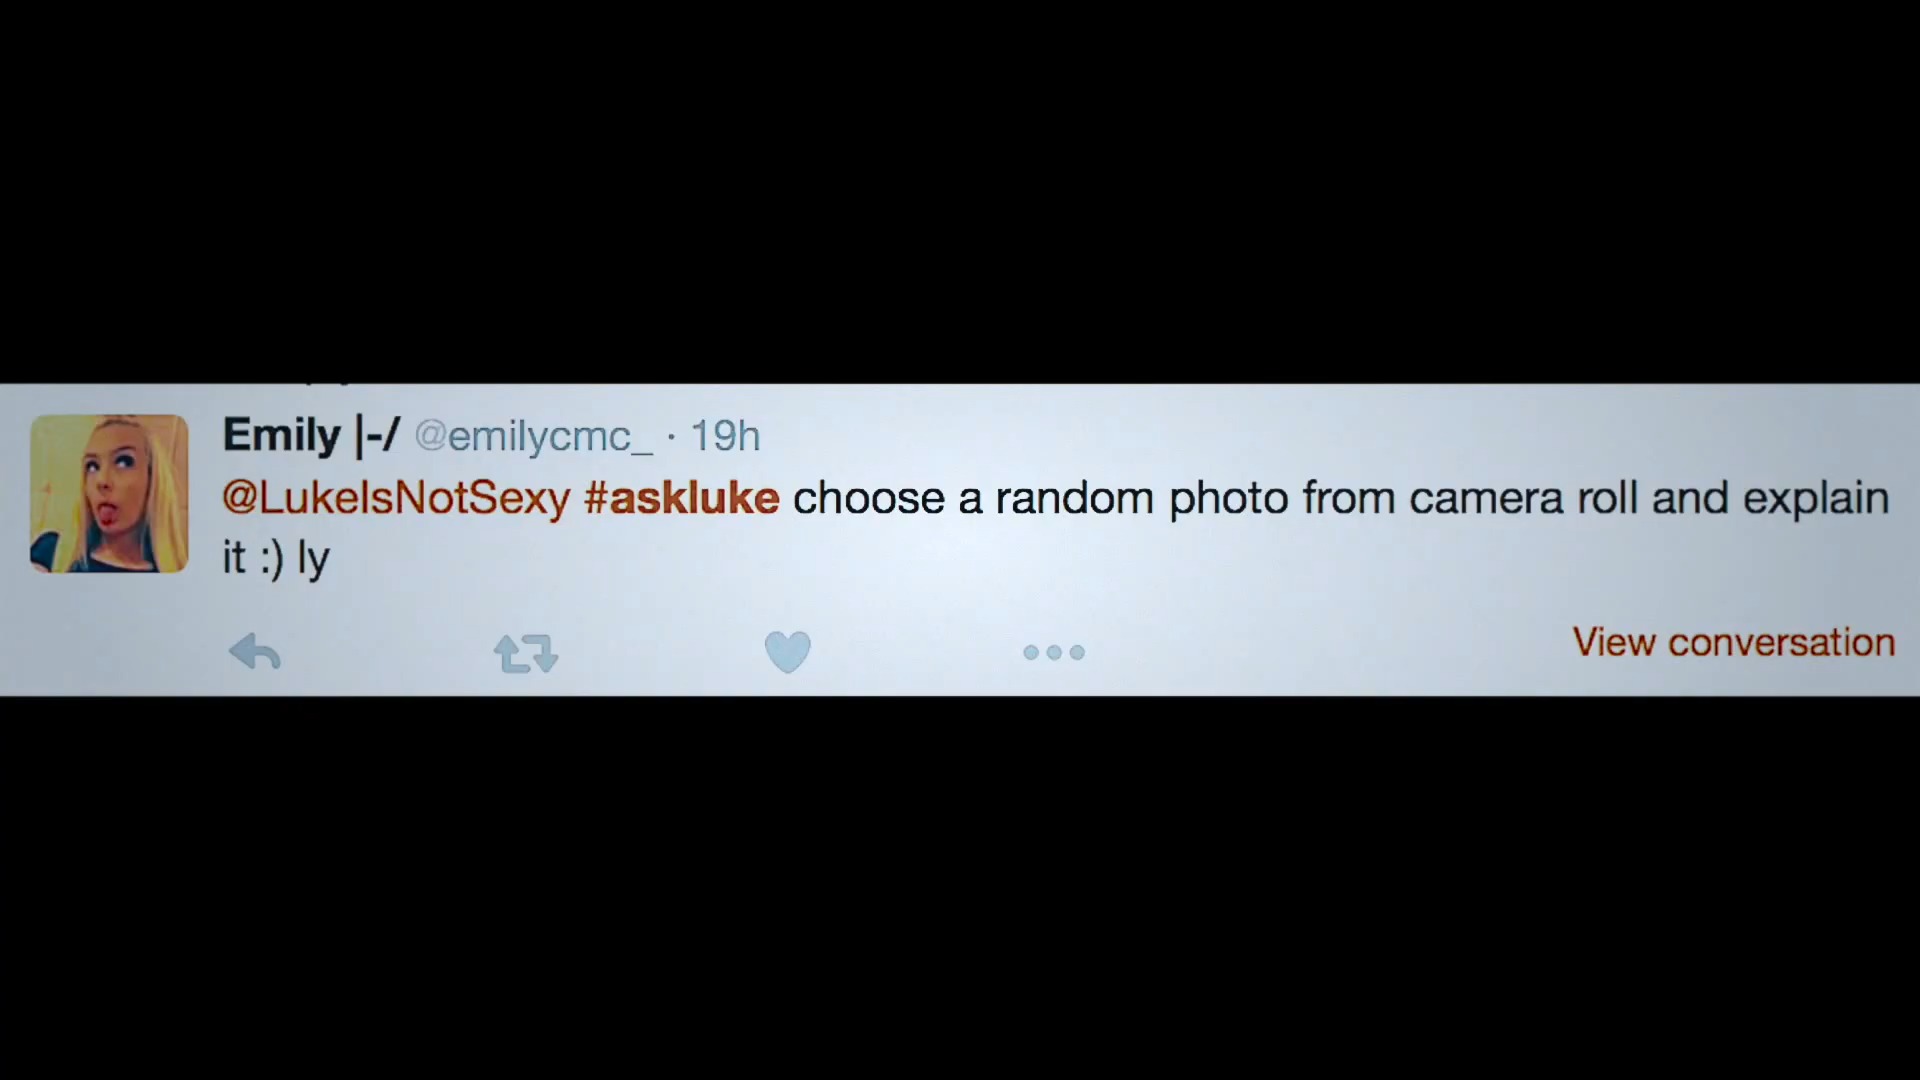 Emily |-/ @emilycmc_ · 19h
@LukeIsNotSexy #askluke choose a random photo from camera roll and explain
it :) ly
View conversation